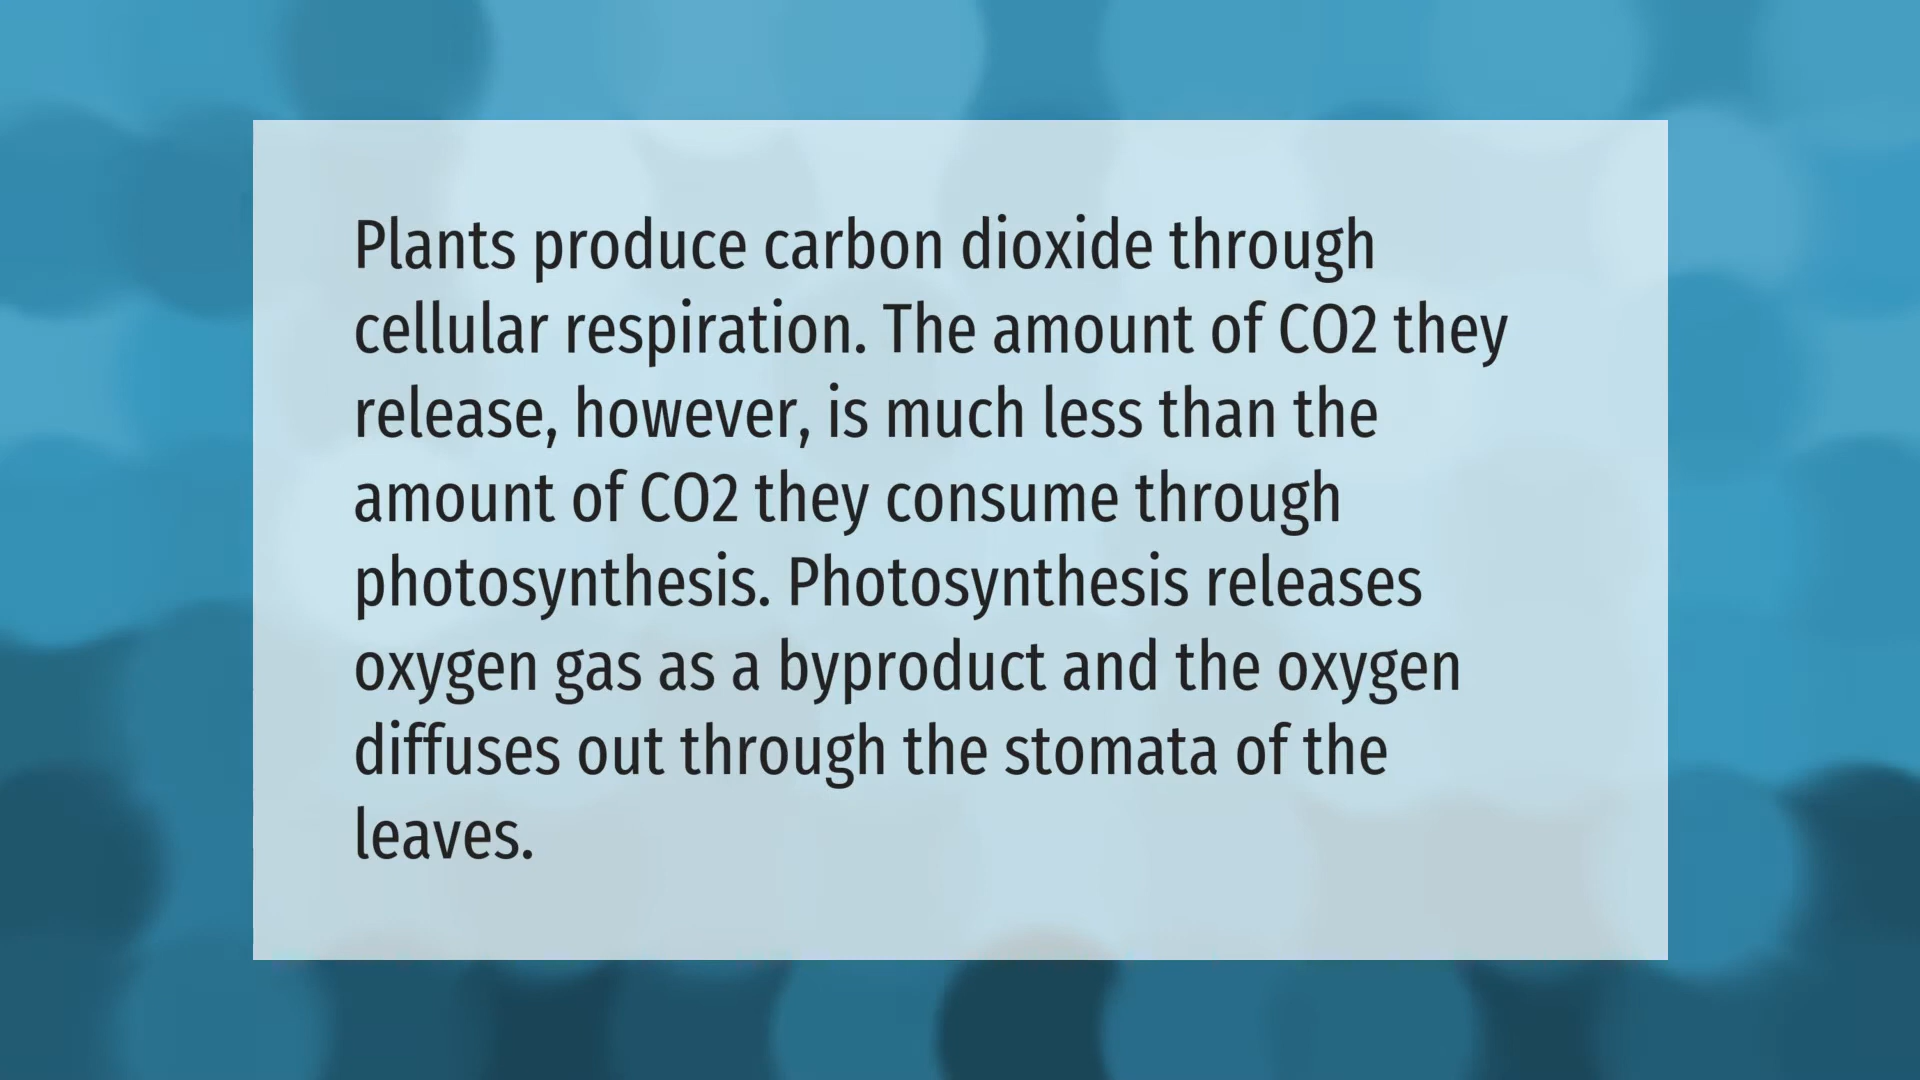 Plants produce carbon dioxide through
cellular respiration. The amount of CO2 they
release, however, is much less than the
amount of CO2 they consume through
photosynthesis. Photosynthesis releases
oxygen gas as a byproduct and the oxygen
diffuses out through the stomata of the
leaves.